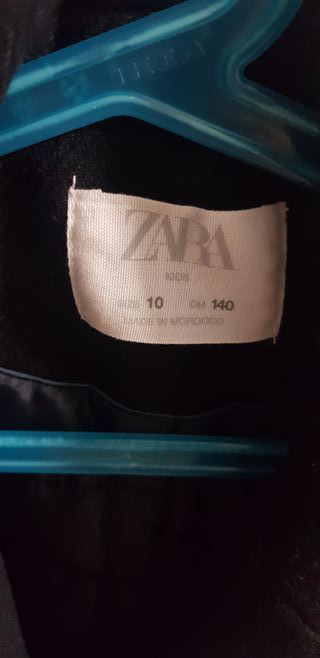 ZARA
KIDS
SIZE 10 CM 140
MADE IN MOROCCO